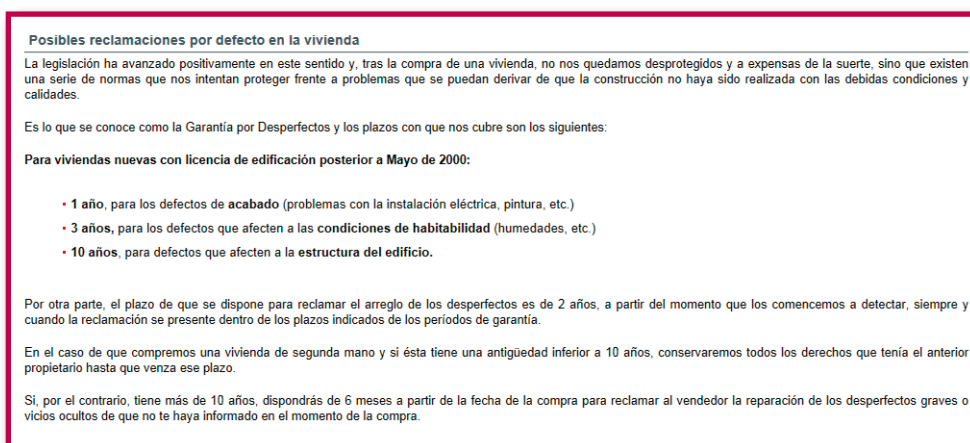 Posibles reclamaciones por defecto en la vivienda
La legislación ha avanzado positivamente en este sentido y, tras la compra de una vivienda, no nos quedamos desprotegidos y a expensas de la suerte, sino que existen
una serie de normas que nos intentan proteger frente a problemas que se puedan derivar de que la construcción no haya sido realizada con las debidas condiciones y
calidades.
Es lo que se conoce como la Garantía por Desperfectos y los plazos con que nos cubre son los siguientes:
Para viviendas nuevas con licencia de edificación posterior a Mayo de 2000:
• 1 año, para los defectos de acabado (problemas con la instalación eléctrica, pintura, etc.)
• 3 años, para los defectos que afecten a las condiciones de habitabilidad (humedades, etc.)
• 10 años, para defectos que afecten a la estructura del edificio.
Por otra parte, el plazo de que se dispone para reclamar el arreglo de los desperfectos es de 2 años, a partir del momento que los comencemos a detectar, siempre y
cuando la reclamación se presente dentro de los plazos indicados de los períodos de garantía.
En el caso de que compremos una vivienda de segunda mano y si ésta tiene una antigüedad inferior a 10 años, conservaremos todos los derechos que tenía el anterior
propietario hasta que venza ese plazo.
Si, por el contrario, tiene más de 10 años, dispondrás de 6 meses a partir de la fecha de la compra para reclamar al vendedor la reparación de los desperfectos graves o
vicios ocultos de que no te haya informado en el momento de la compra.